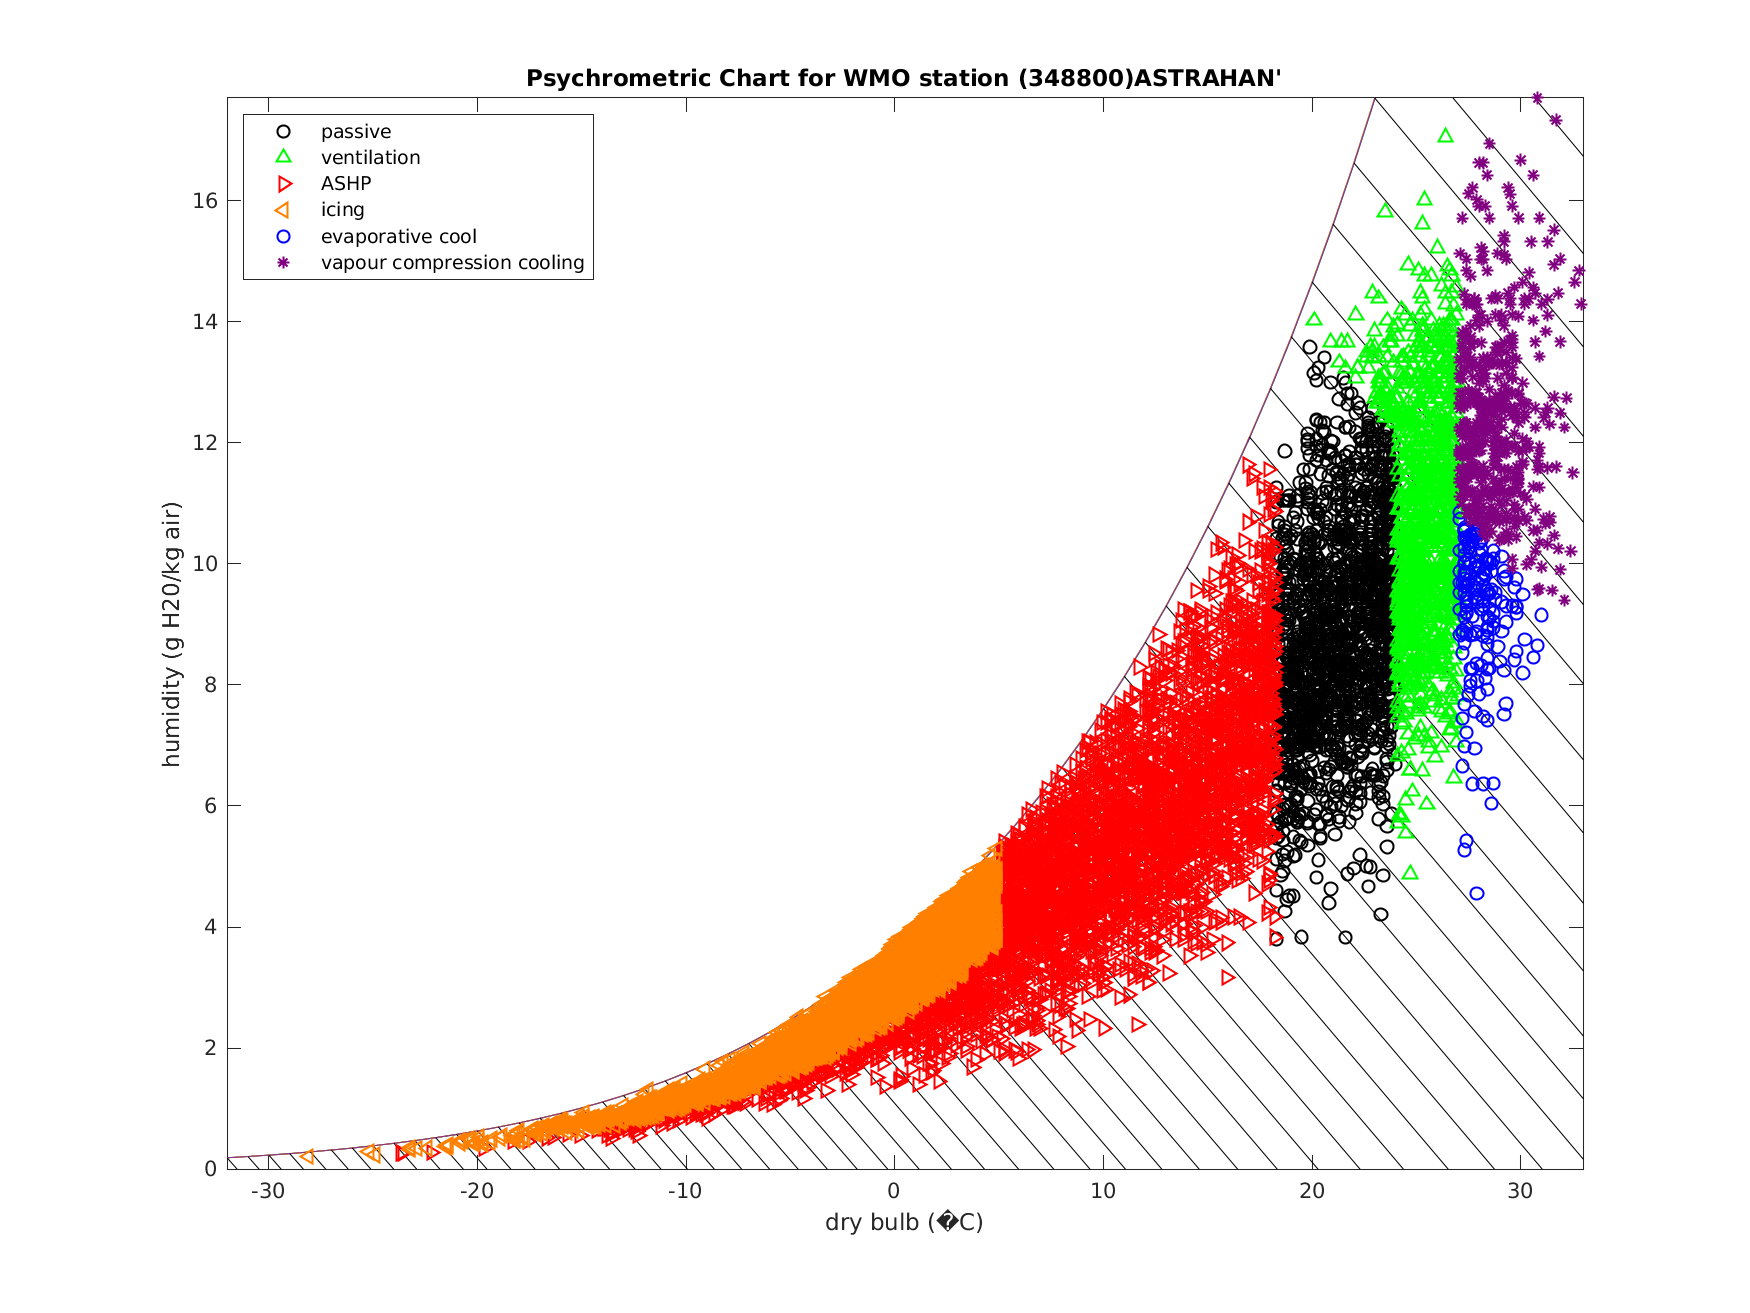 Psychrometric Chart for WMO station (348800)ASTRAHAN'
passive
ventilation
ASHP
icing
evaporative cool
vapour compression cooling
humidity (g H20/kg air)
16
14
12
10
8
6
4
2
0
-30 -20 -10 0 10 20 30
dry bulb (�C)